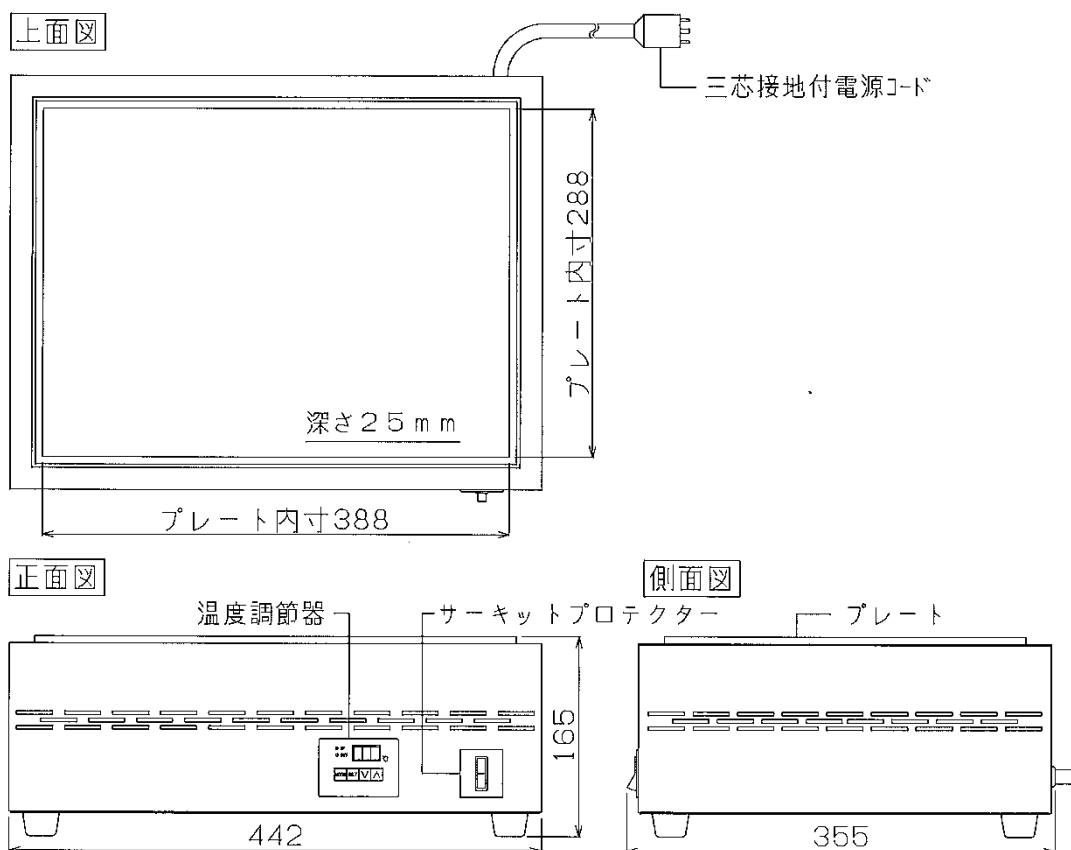 上面図
三芯接地付電源コード
プレート内寸288
深さ25mm
プレート内寸388
正面図
側面図
温度調節器
サーキットプロテクター
プレート
165
442
355